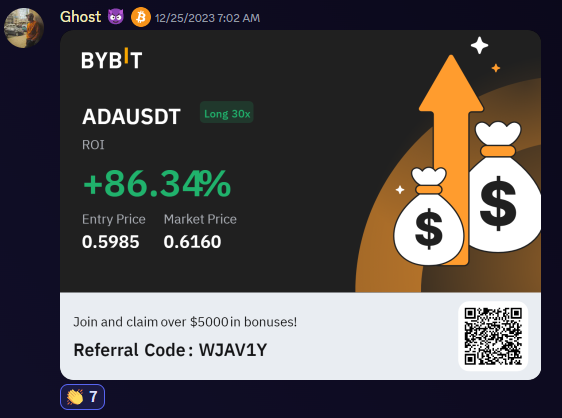 Ghost 12/25/2023 7:02 AM
BYBIT
ADAUSDT Long 30x
ROI
+86.34%
Entry Price Market Price
0.5985 0.6160
$ $
Join and claim over $5000 in bonuses!
Referral Code: WJAV1Y
7